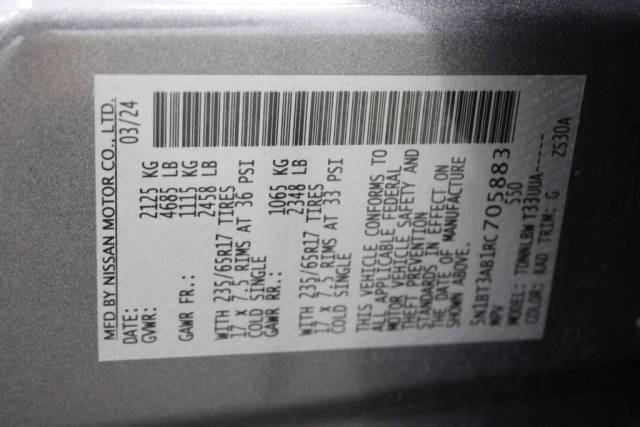 MFD BY NISSAN MOTOR CO., LTD.
DATE: 03/24
GVWR: 2125 KG
4685 LB
GAWR FR.: 1115 KG
2458 LB
WITH 235/65R17 TIRES
17 X 7.5 RIMS AT 36 PSI
COLD SINGLE
GAWR RR.: 1065 KG
2348 LB
WITH 235/65R17 TIRES
17 X 7.5 RIMS AT 33 PSI
COLD SINGLE
THIS VEHICLE CONFORMS TO
ALL APPLICABLE FEDERAL
MOTOR VEHICLE SAFETY AND
THEFT PREVENTION
STANDARDS IN EFFECT ON
THE DATE OF MANUFACTURE
SHOWN ABOVE.
5N1BT3AB1RC705883
MPV 550
MODEL: TDNNLBW T33UUA-----
COLOR: KAD TRIM: G ZS30A